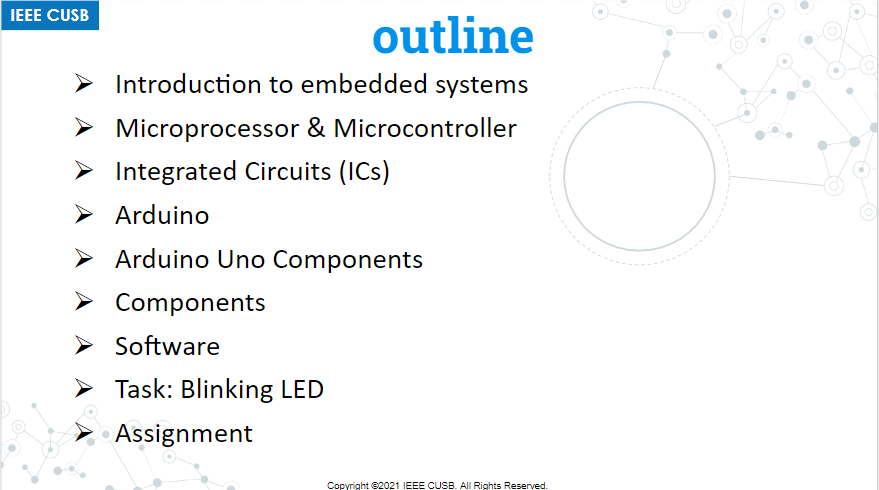 IEEE CUSB
outline
➢ Introduction to embedded systems
➢ Microprocessor & Microcontroller
➢ Integrated Circuits (ICs)
➢ Arduino
➢ Arduino Uno Components
➢ Components
➢ Software
➢ Task: Blinking LED
➢ Assignment
Copyright ©2021 IEEE CUSB. All Rights Reserved.